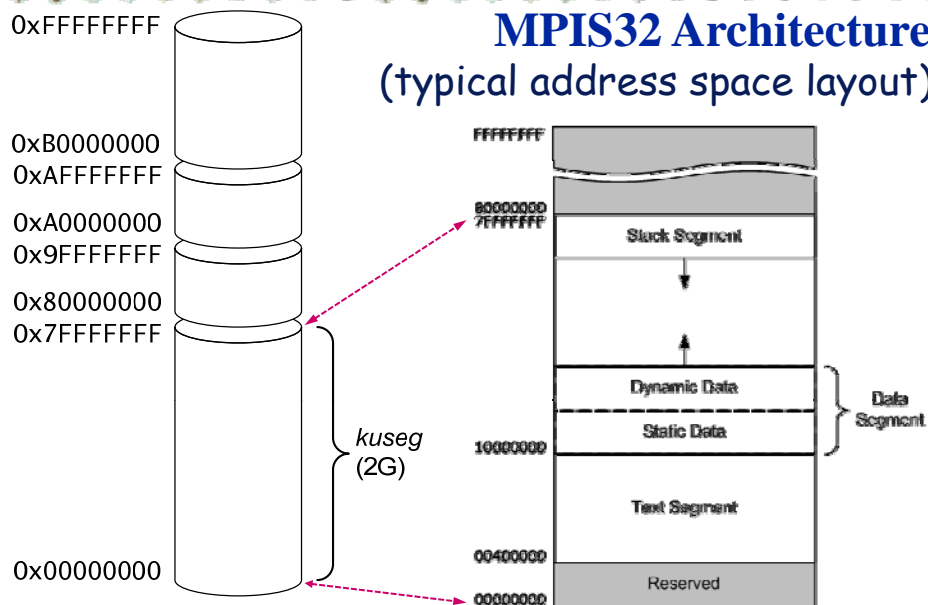 MPIS32 Architecture
(typical address space layout)
0xFFFFFFFF
0xB0000000
0xAFFFFFFF
0xA0000000
0x9FFFFFFF
0x80000000
0x7FFFFFFF
0x00000000
kuseg
(2G)
FFFFFFFF
80000000
7FFFFFFF
10000000
00400000
00000000
Stack Segment
Dynamic Data
Static Data
Data
Segment
Text Segment
Reserved